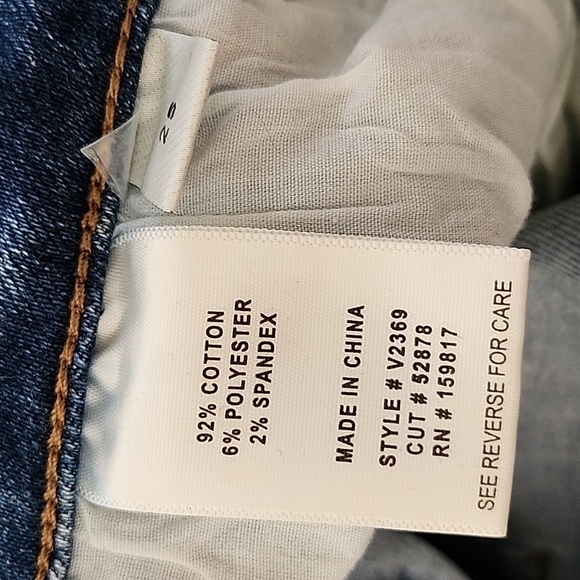 92% COTTON
6% POLYESTER
2% SPANDEX
MADE IN CHINA
STYLE # V2369
CUT # 52878
RN # 159817
SEE REVERSE FOR CARE